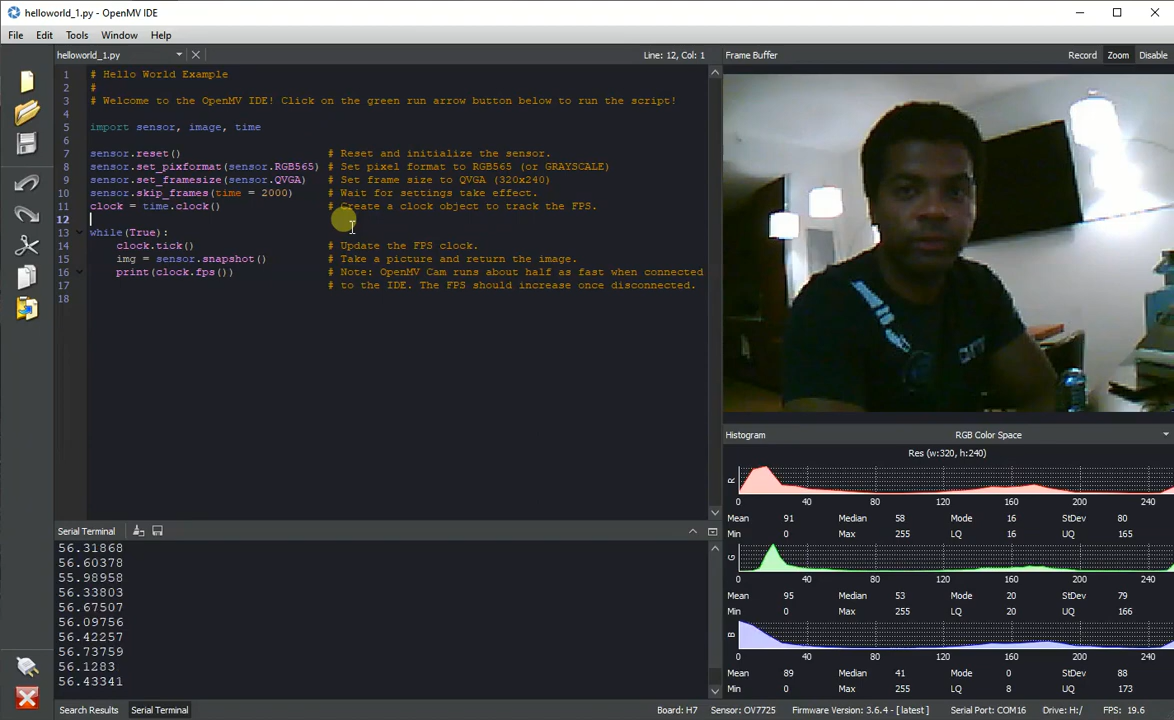 helloworld_1.py - OpenMV IDE
File Edit Tools Window Help
helloworld_1.py
Line: 12, Col: 1
Frame Buffer
Record Zoom Disable
1 # Hello World Example
2 #
3 # Welcome to the OpenMV IDE! Click on the green run arrow button below to run the script!
4
5 import sensor, image, time
6
7 sensor.reset() # Reset and initialize the sensor.
8 sensor.set_pixformat(sensor.RGB565) # Set pixel format to RGB565 (or GRAYSCALE)
9 sensor.set_framesize(sensor.QVGA) # Set frame size to QVGA (320x240)
10 sensor.skip_frames(time = 2000) # Wait for settings take effect.
11 clock = time.clock() # Create a clock object to track the FPS.
12
13 while(True):
14 clock.tick() # Update the FPS clock.
15 img = sensor.snapshot() # Take a picture and return the image.
16 print(clock.fps()) # Note: OpenMV Cam runs about half as fast when connected
17 # to the IDE. The FPS should increase once disconnected.
18
Histogram RGB Color Space
Res (w:320, h:240)
R
0 40 80 120 160 200 240
Mean 91 Median 58 Mode 16 StDev 80
Min 0 Max 255 LQ 16 UQ 165
G
0 40 80 120 160 200 240
Mean 95 Median 53 Mode 20 StDev 79
Min 0 Max 255 LQ 20 UQ 166
B
0 40 80 120 160 200 240
Mean 89 Median 41 Mode 0 StDev 88
Min 0 Max 255 LQ 8 UQ 173
Serial Terminal
56.31868
56.60378
55.98958
56.33803
56.67507
56.09756
56.42257
56.73759
56.1283
56.43341
Search Results Serial Terminal
Board: H7 Sensor: OV7725 Firmware Version: 3.6.4 - [ latest ] Serial Port: COM16 Drive: H:/ FPS: 19.6